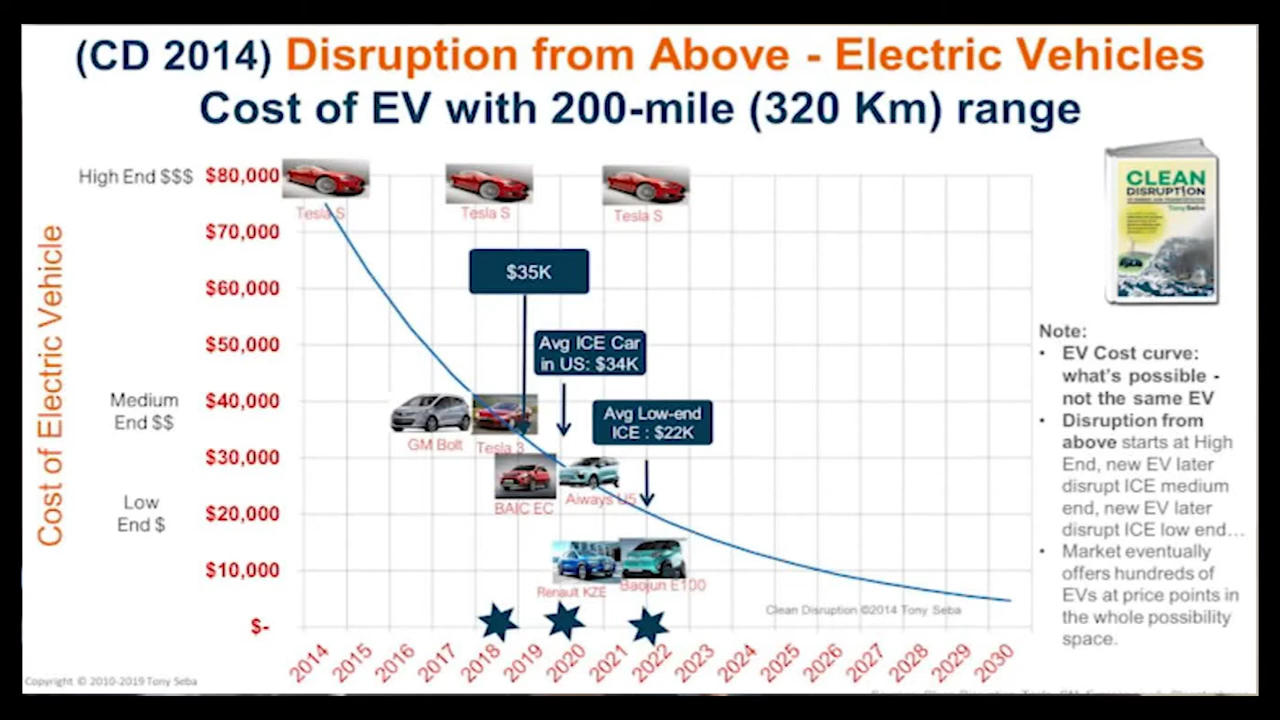 (CD 2014) Disruption from Above - Electric Vehicles
Cost of EV with 200-mile (320 Km) range
Cost of Electric Vehicle
High End $$$
Medium
End $$
Low
End $
$80,000
$70,000
$60,000
$50,000
$40,000
$30,000
$20,000
$10,000
$-
Tesla S
Tesla S
Tesla S
$35K
Avg ICE Car
in US: $34K
Avg Low-end
ICE : $22K
GM Bolt
Tesla 3
BAIC EC
Aiways U5
Renault KZE
Baojun E100
Clean Disruption ©2014 Tony Seba
2014
2015
2016
2017
2018
2019
2020
2021
2022
2023
2024
2025
2026
2027
2028
2029
2030
CLEAN
DISRUPTION
Tony Seba
Note:
• EV Cost curve:
what's possible -
not the same EV
• Disruption from
above starts at High
End, new EV later
disrupt ICE medium
end, new EV later
disrupt ICE low end…
• Market eventually
offers hundreds of
EVs at price points in
the whole possibility
space.
Copyright © 2010-2019 Tony Seba